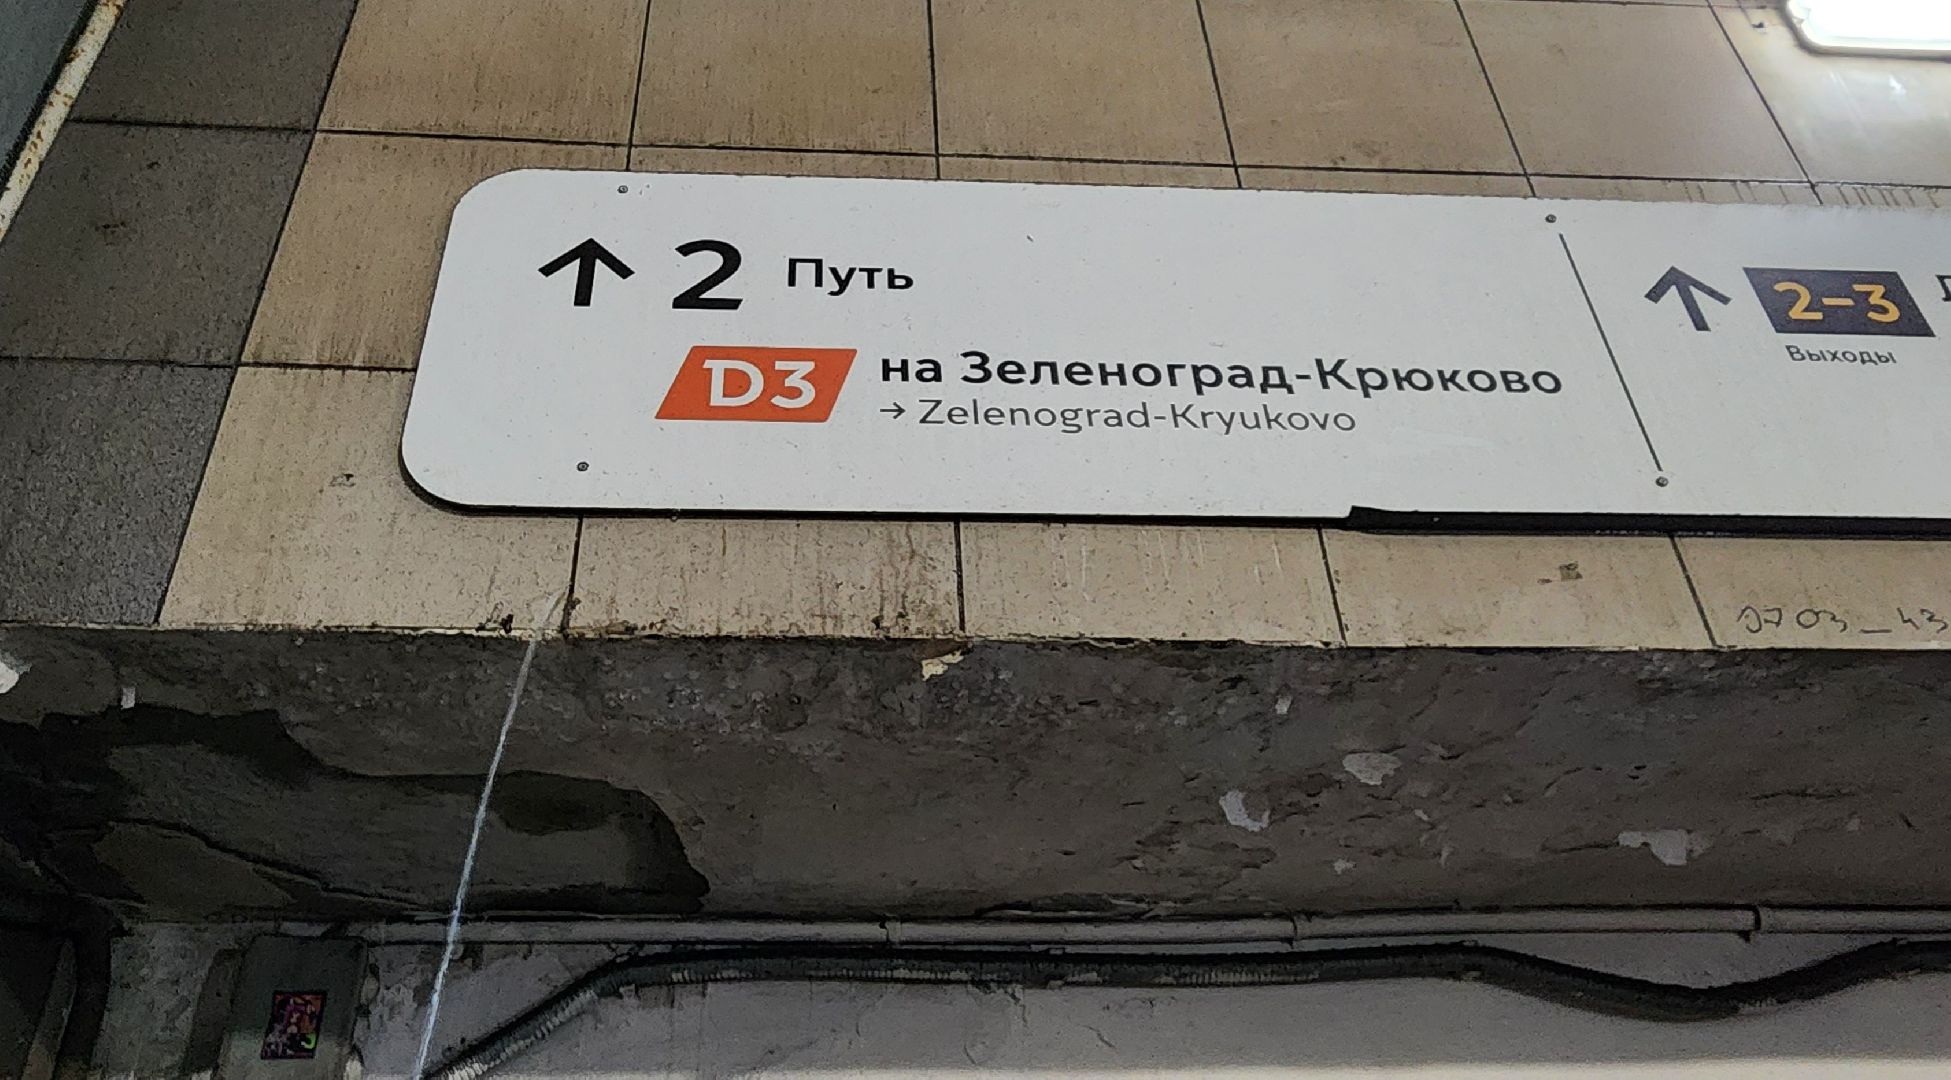 ↑ 2 Путь
D3 на Зеленоград-Крюково
→ Zelenograd-Kryukovo
↑ 2-3
Выходы